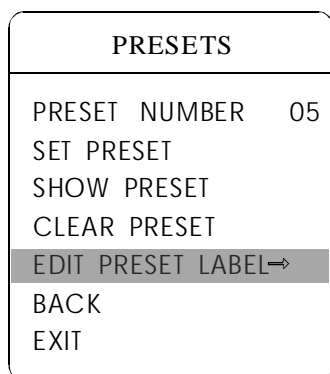 PRESETS
PRESET NUMBER 05
SET PRESET
SHOW PRESET
CLEAR PRESET
EDIT PRESET LABEL⇨
BACK
EXIT